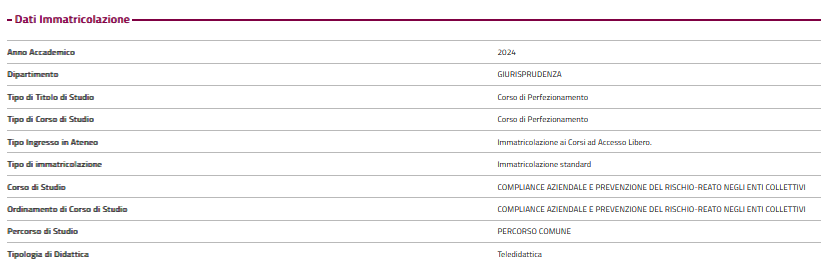 Dati Immatricolazione
Anno Accademico 2024
Dipartimento GIURISPRUDENZA
Tipo di Titolo di Studio Corso di Perfezionamento
Tipo di Corso di Studio Corso di Perfezionamento
Tipo Ingresso in Ateneo Immatricolazione ai Corsi ad Accesso Libero.
Tipo di immatricolazione Immatricolazione standard
Corso di Studio COMPLIANCE AZIENDALE E PREVENZIONE DEL RISCHIO-REATO NEGLI ENTI COLLETTIVI
Ordinamento di Corso di Studio COMPLIANCE AZIENDALE E PREVENZIONE DEL RISCHIO-REATO NEGLI ENTI COLLETTIVI
Percorso di Studio PERCORSO COMUNE
Tipologia di Didattica Teledidattica